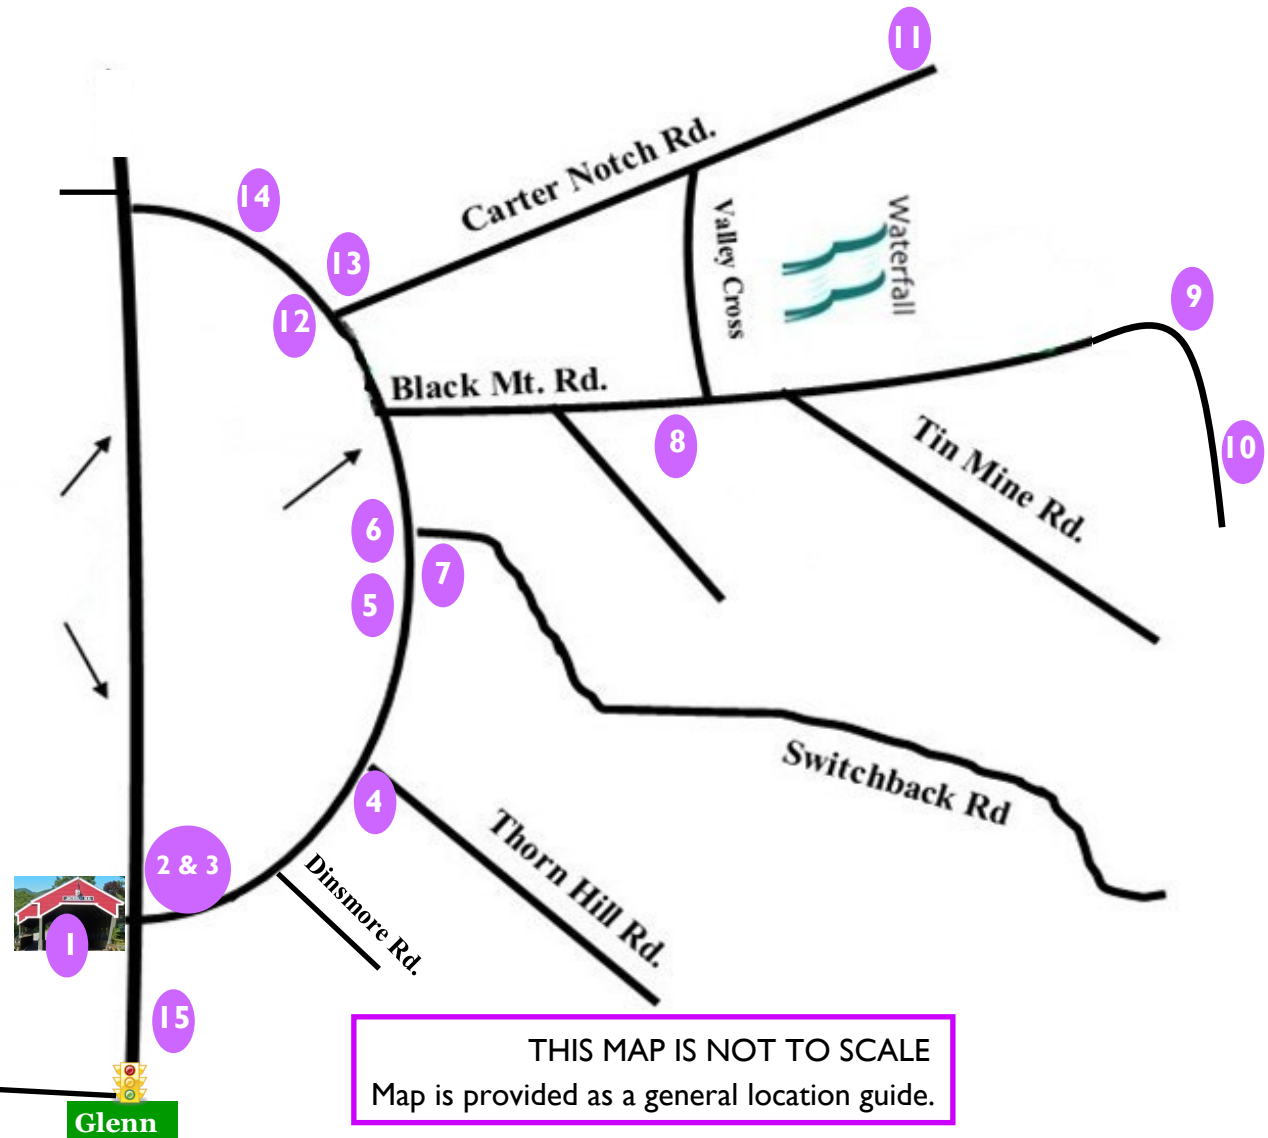 11
Carter Notch Rd.
14
Valley Cross
Waterfall
13
9
12
Black Mt. Rd.
8
Tin Mine Rd.
10
6
7
5
Switchback Rd
4
Thorn Hill Rd.
2 & 3
Dinsmore Rd.
1
15
THIS MAP IS NOT TO SCALE
Map is provided as a general location guide.
Glenn